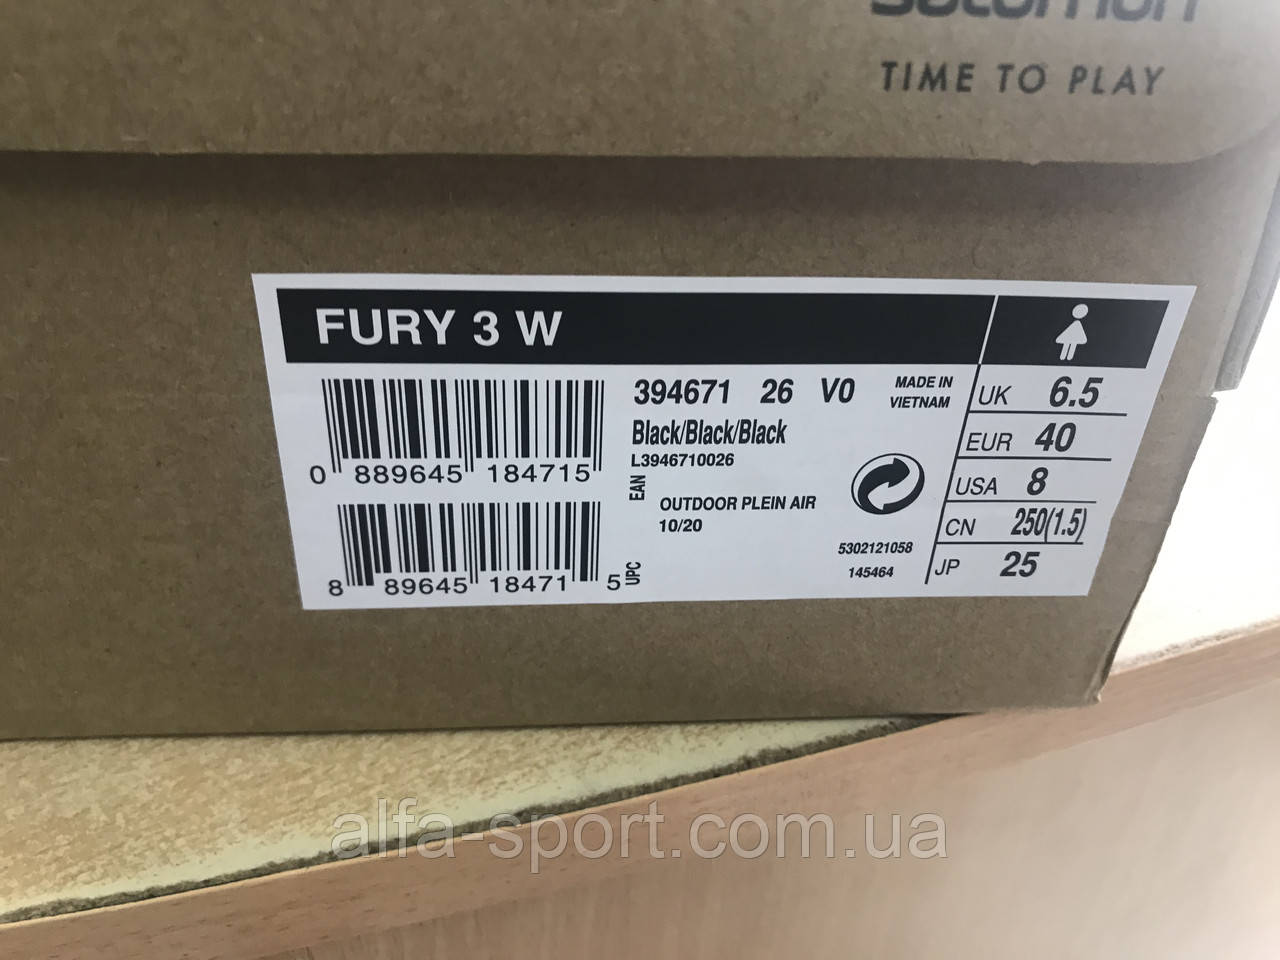 salomon
TIME TO PLAY
FURY 3 W
394671 26 V0
MADE IN
VIETNAM
Black/Black/Black
L3946710026
0 889645 184715
EAN
OUTDOOR PLEIN AIR
10/20
5302121058
145464
8 89645 18471 5
UPC
UK 6.5
EUR 40
USA 8
CN 250(1.5)
JP 25
alfa-sport.com.ua